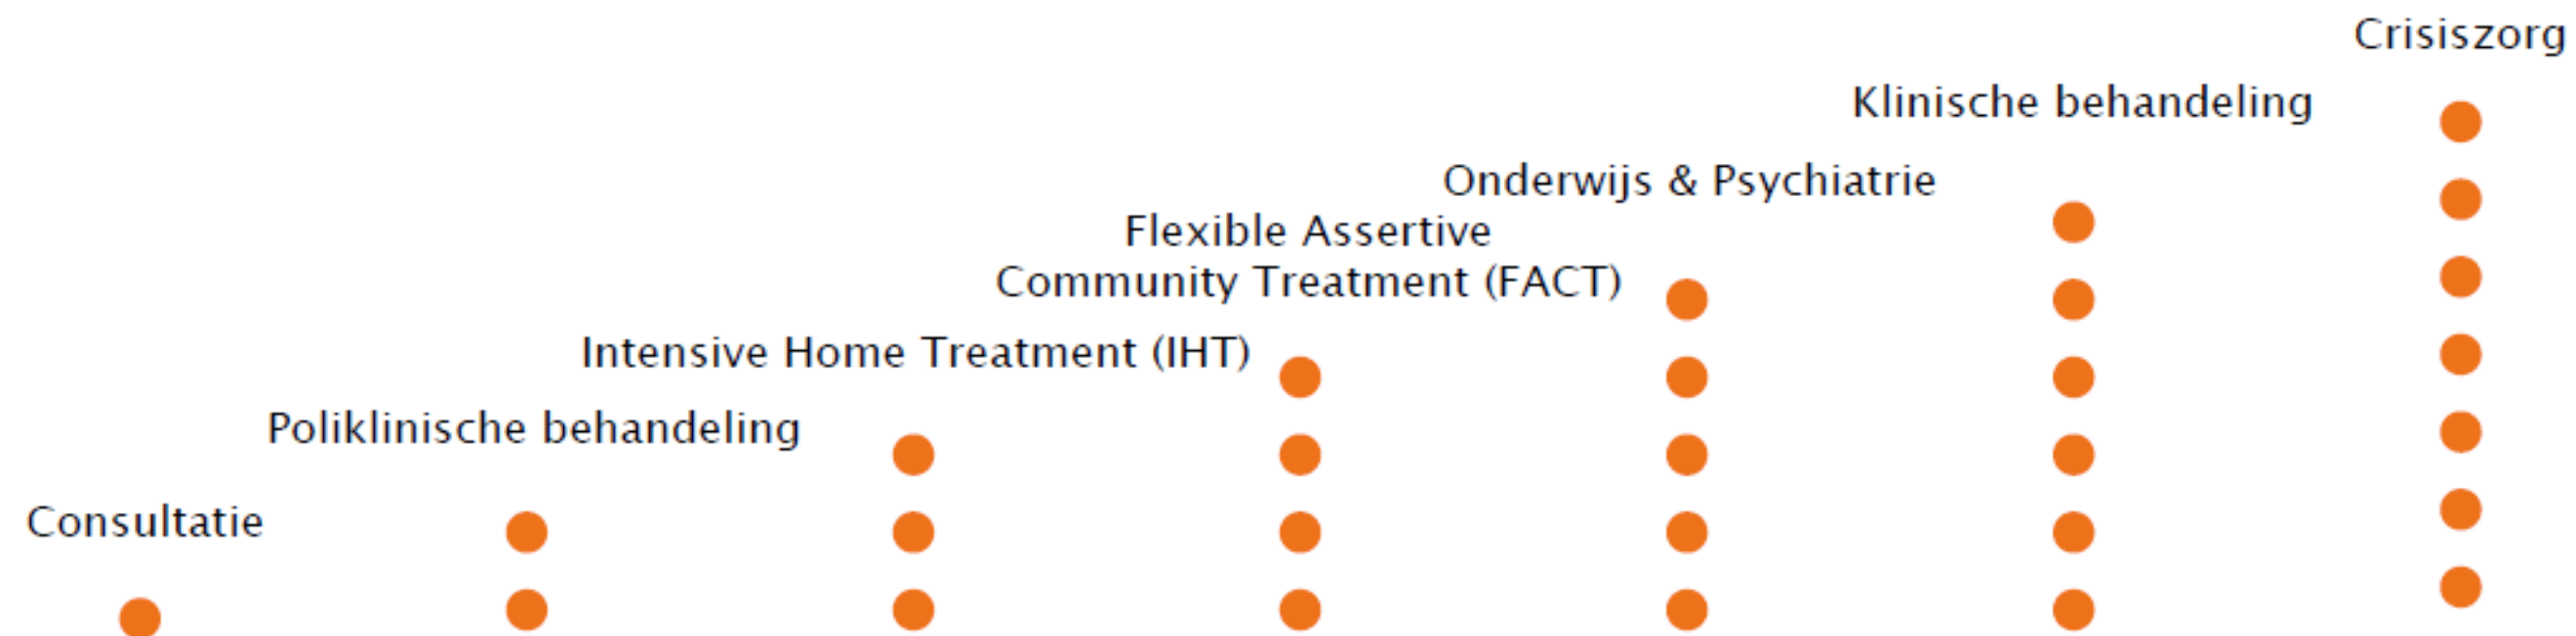 Crisiszorg
Klinische behandeling
Onderwijs & Psychiatrie
Flexible Assertive
Community Treatment (FACT)
Intensive Home Treatment (IHT)
Poliklinische behandeling
Consultatie